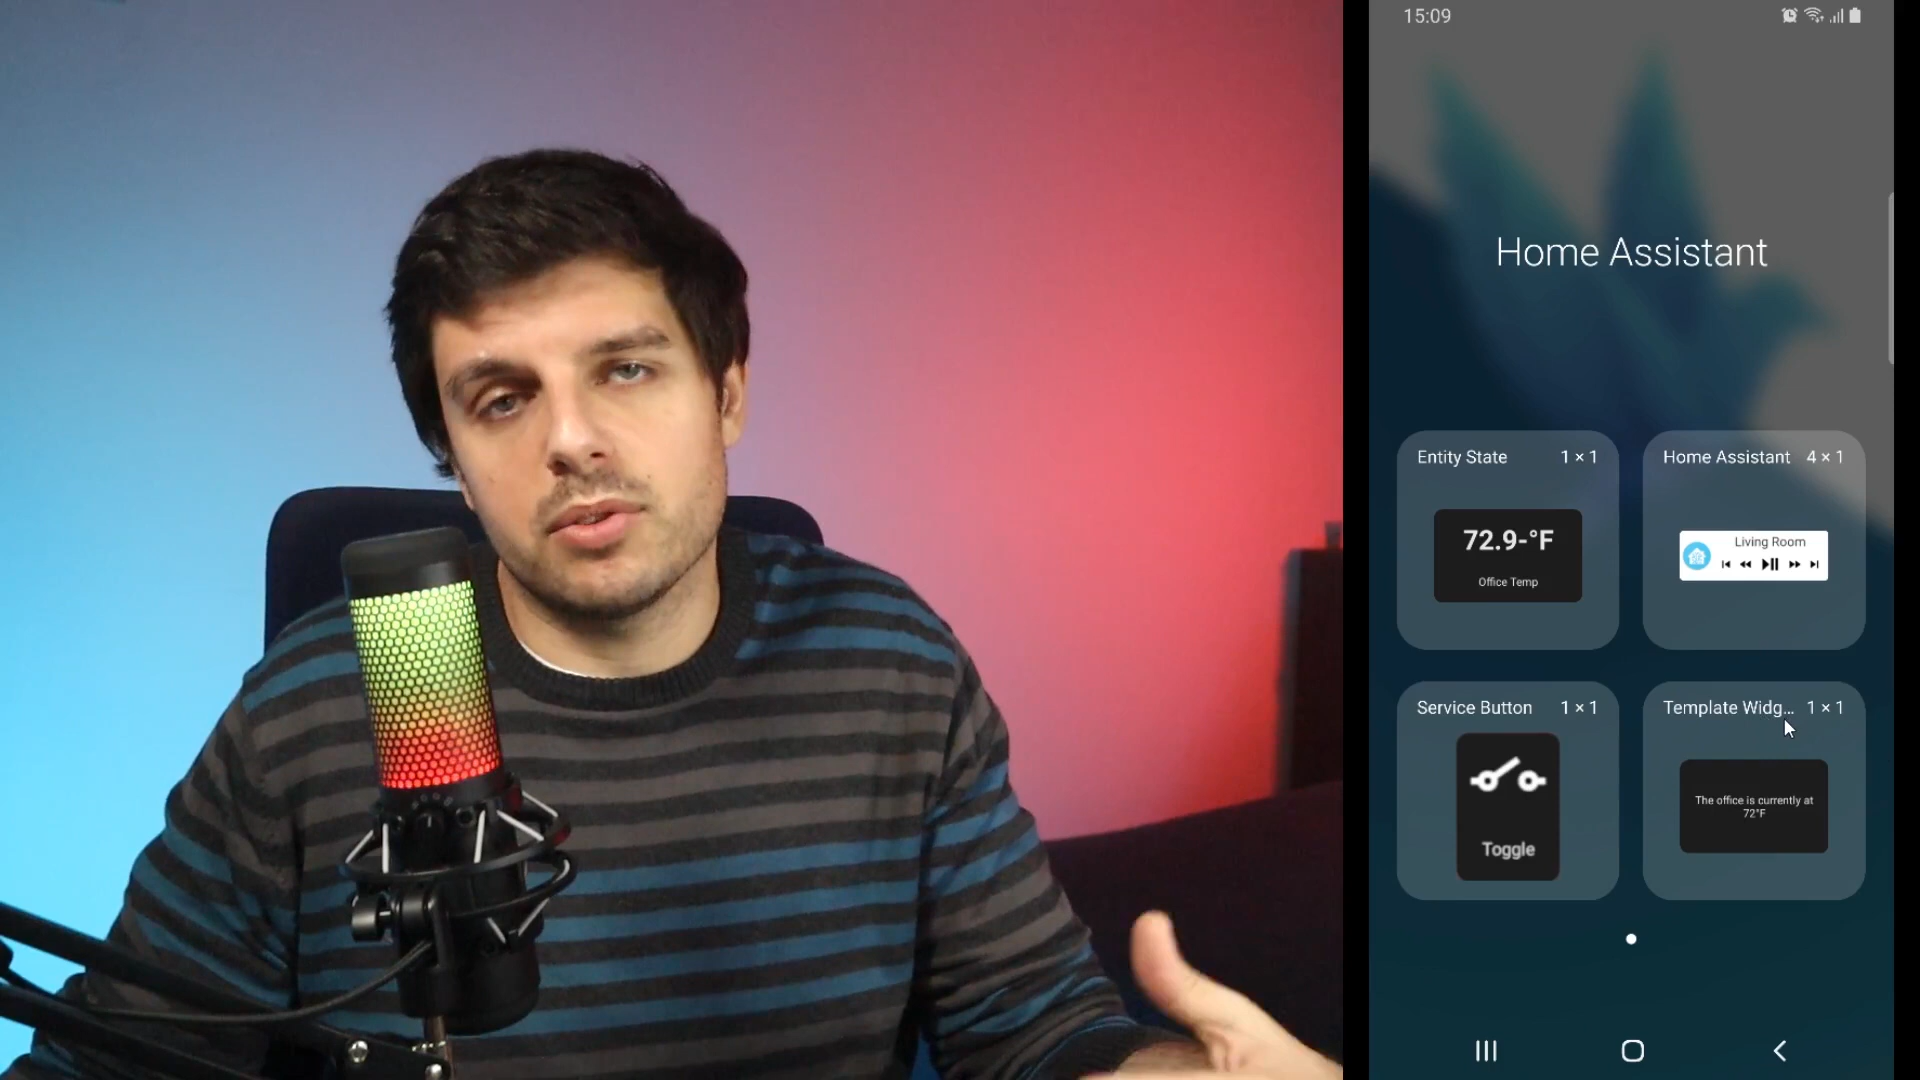 15:09
Home Assistant
Entity State 1 × 1
72.9-°F
Office Temp
Home Assistant 4 × 1
Living Room
Service Button 1 × 1
Toggle
Template Widg... 1 × 1
The office is currently at
72°F